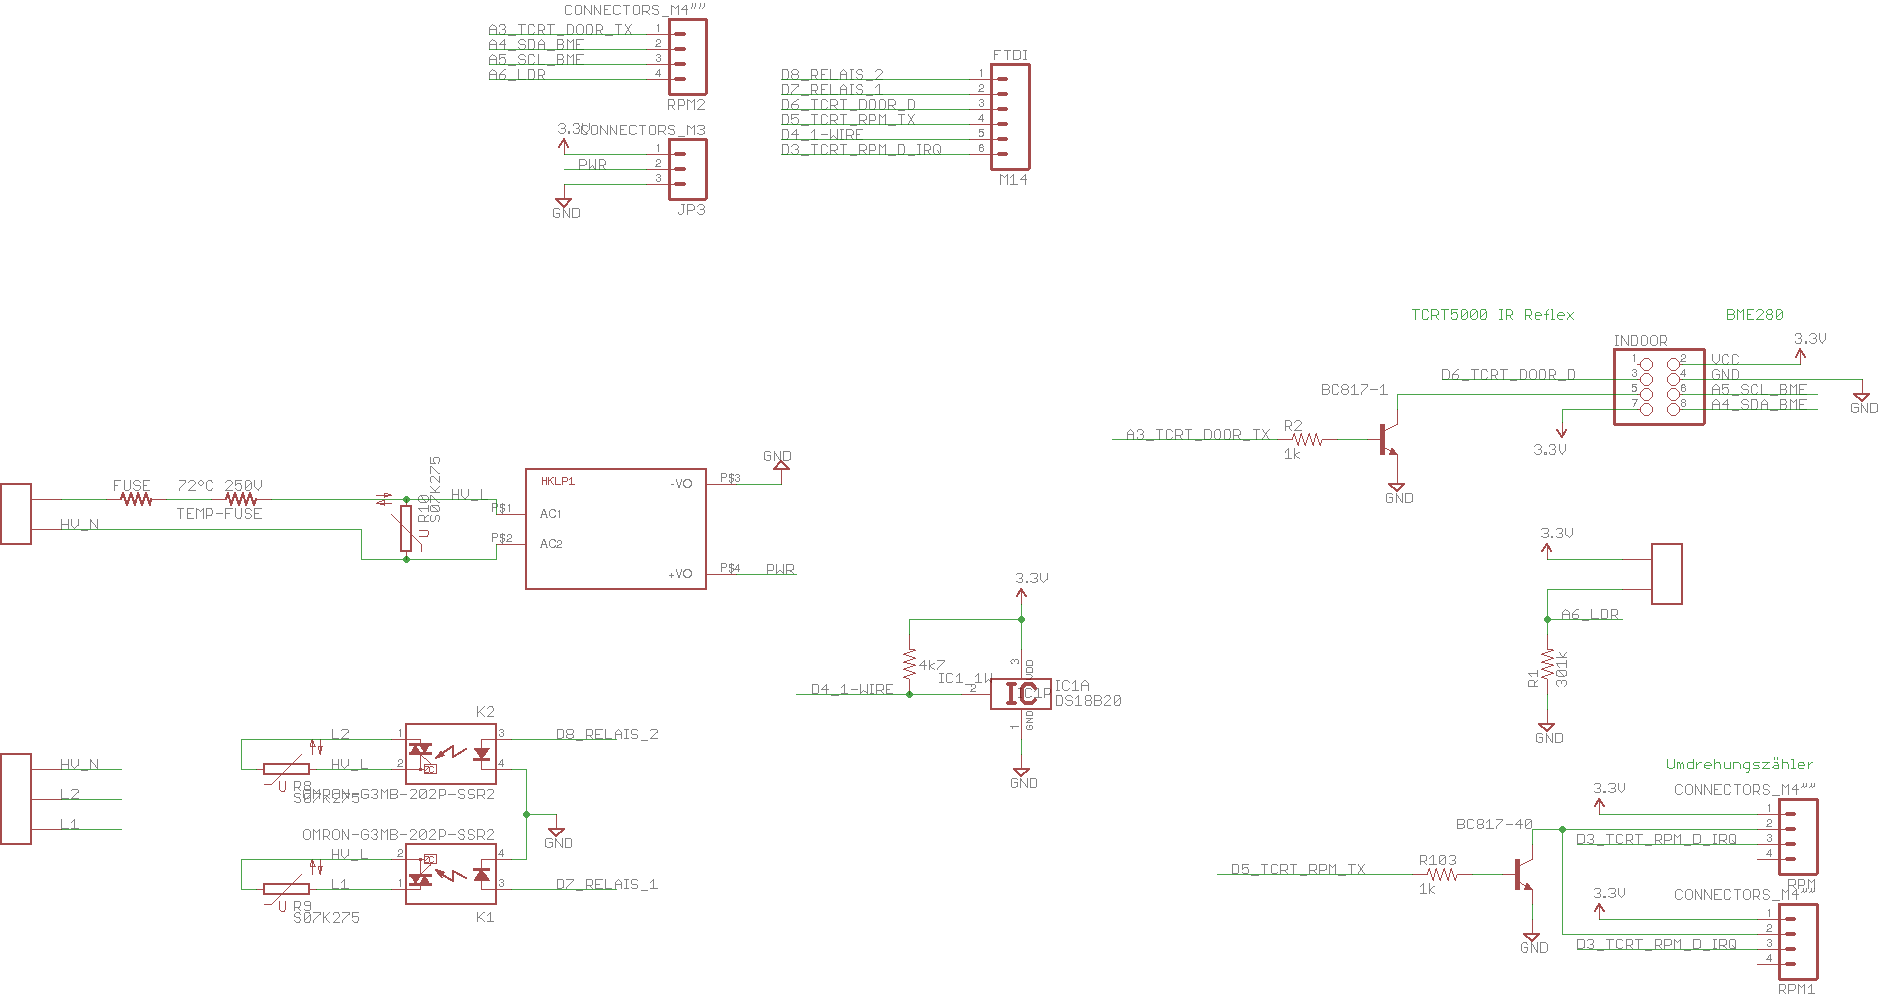 CONNECTORS_M4""
A3_TCRT_DOOR_TX
A4_SDA_BME
A5_SCL_BME
A6_LDR
1
2
3
4
RPM2
3.3V
CONNECTORS_M3
PWR
1
2
3
GND
JP3
FTDI
D8_RELAIS_2
D7_RELAIS_1
D6_TCRT_DOOR_D
D5_TCRT_RPM_TX
D4_1-WIRE
D3_TCRT_RPM_D_IRQ
1
2
3
4
5
6
M14
TCRT5000 IR Reflex
BME280
INDOOR
3.3V
1
2
3
4
5
6
7
8
VCC
GND
A5_SCL_BME
A4_SDA_BME
GND
D6_TCRT_DOOR_D
3.3V
BC817-1
A3_TCRT_DOOR_TX
R2
1k
GND
FUSE
72°C 250V
TEMP-FUSE
HV_N
R10
S07K275
U
HV_L
P$1
P$2
HKLP1
AC1
AC2
-VO
+VO
P$3
P$4
GND
PWR
3.3V
A6_LDR
R1
301k
GND
3.3V
4k7
D4_1-WIRE
IC1_1W
2
3
VDD
IC
IC1P
IC1A
DS18B20
1
GND
GND
HV_N
L2
L1
K2
L2
HV_L
1
2
3
4
U R8
S07K275
OMRON-G3MB-202P-SSR2
D8_RELAIS_2
GND
OMRON-G3MB-202P-SSR2
HV_L
L1
2
1
4
3
U R9
S07K275
K1
D7_RELAIS_1
Umdrehungszähler
3.3V
CONNECTORS_M4""
BC817-40
D3_TCRT_RPM_D_IRQ
1
2
3
4
RPM
D5_TCRT_RPM_TX
R103
1k
GND
3.3V
CONNECTORS_M4""
D3_TCRT_RPM_D_IRQ
1
2
3
4
RPM1